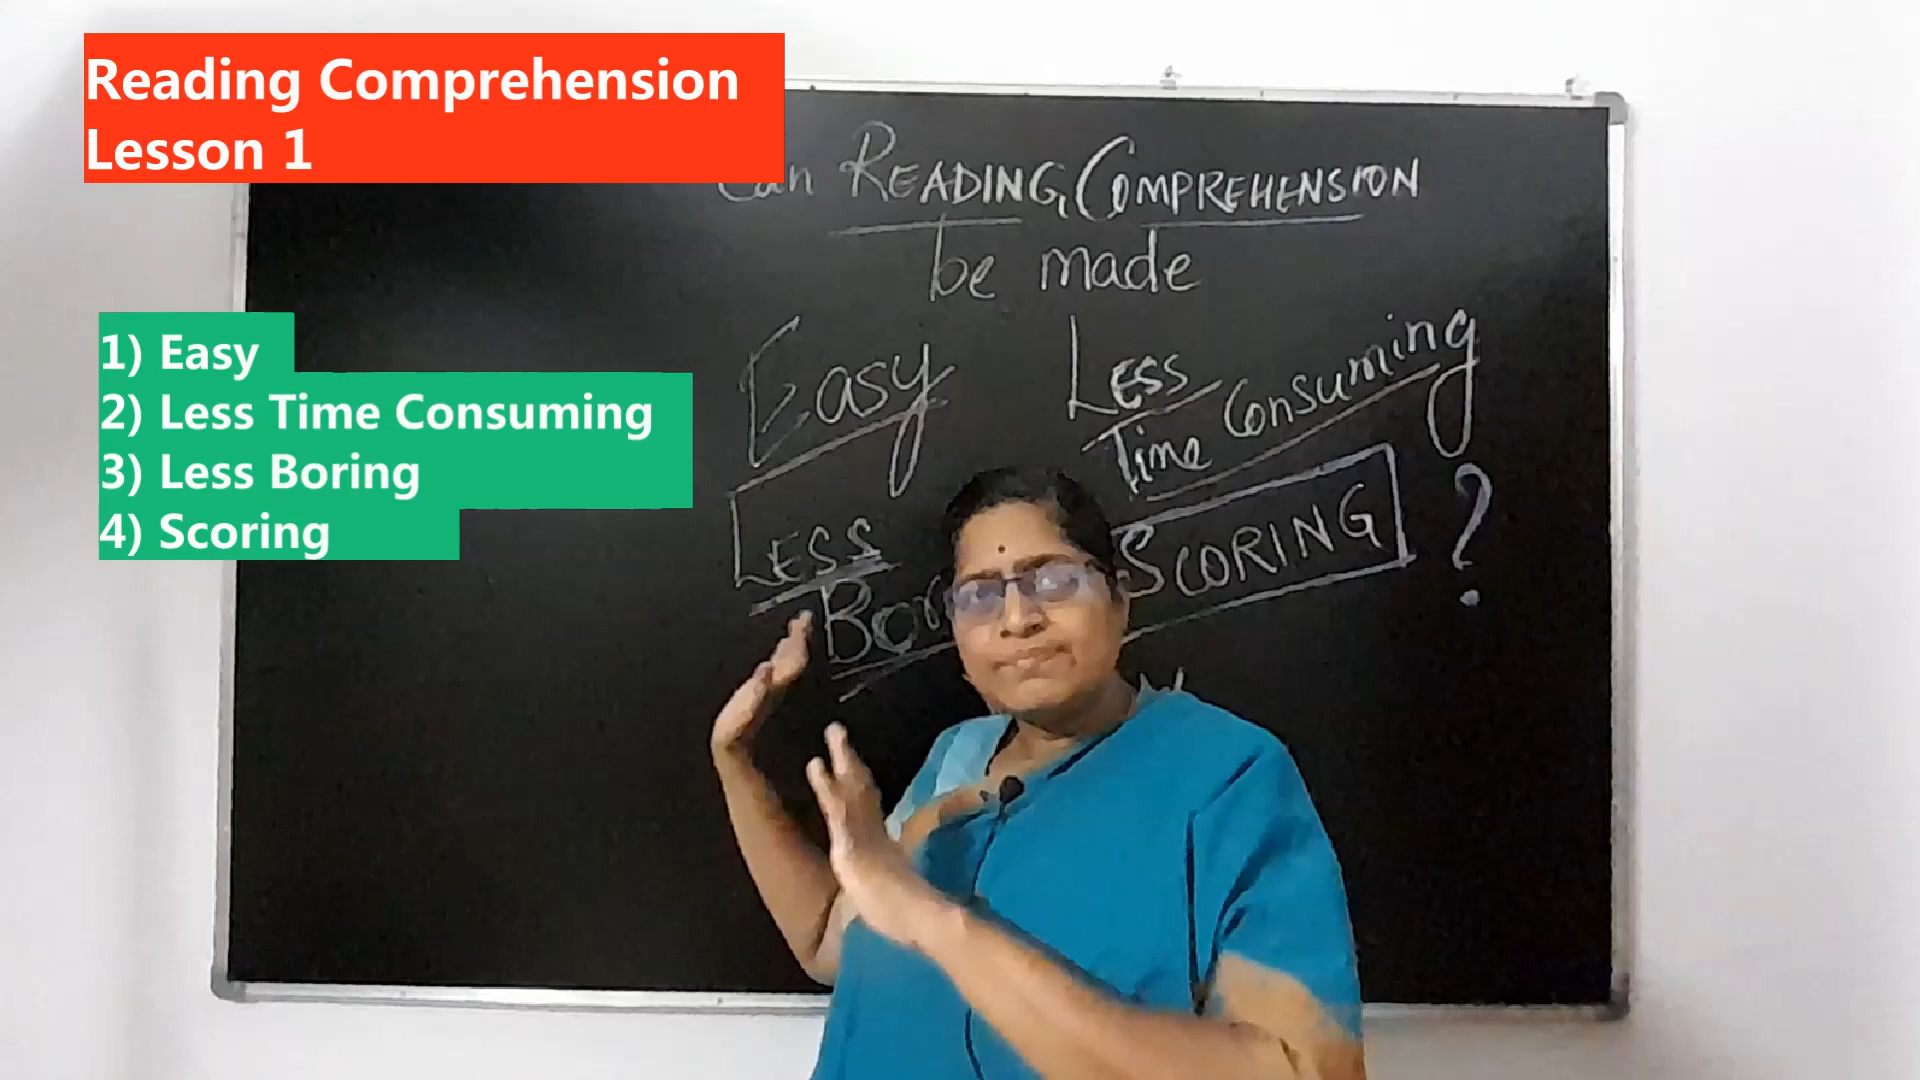 Reading Comprehension
Lesson 1
1) Easy
2) Less Time Consuming
3) Less Boring
4) Scoring
Can READING COMPREHENSION
be made
Easy
LESS
Time Consuming
LESS
SCORING ?